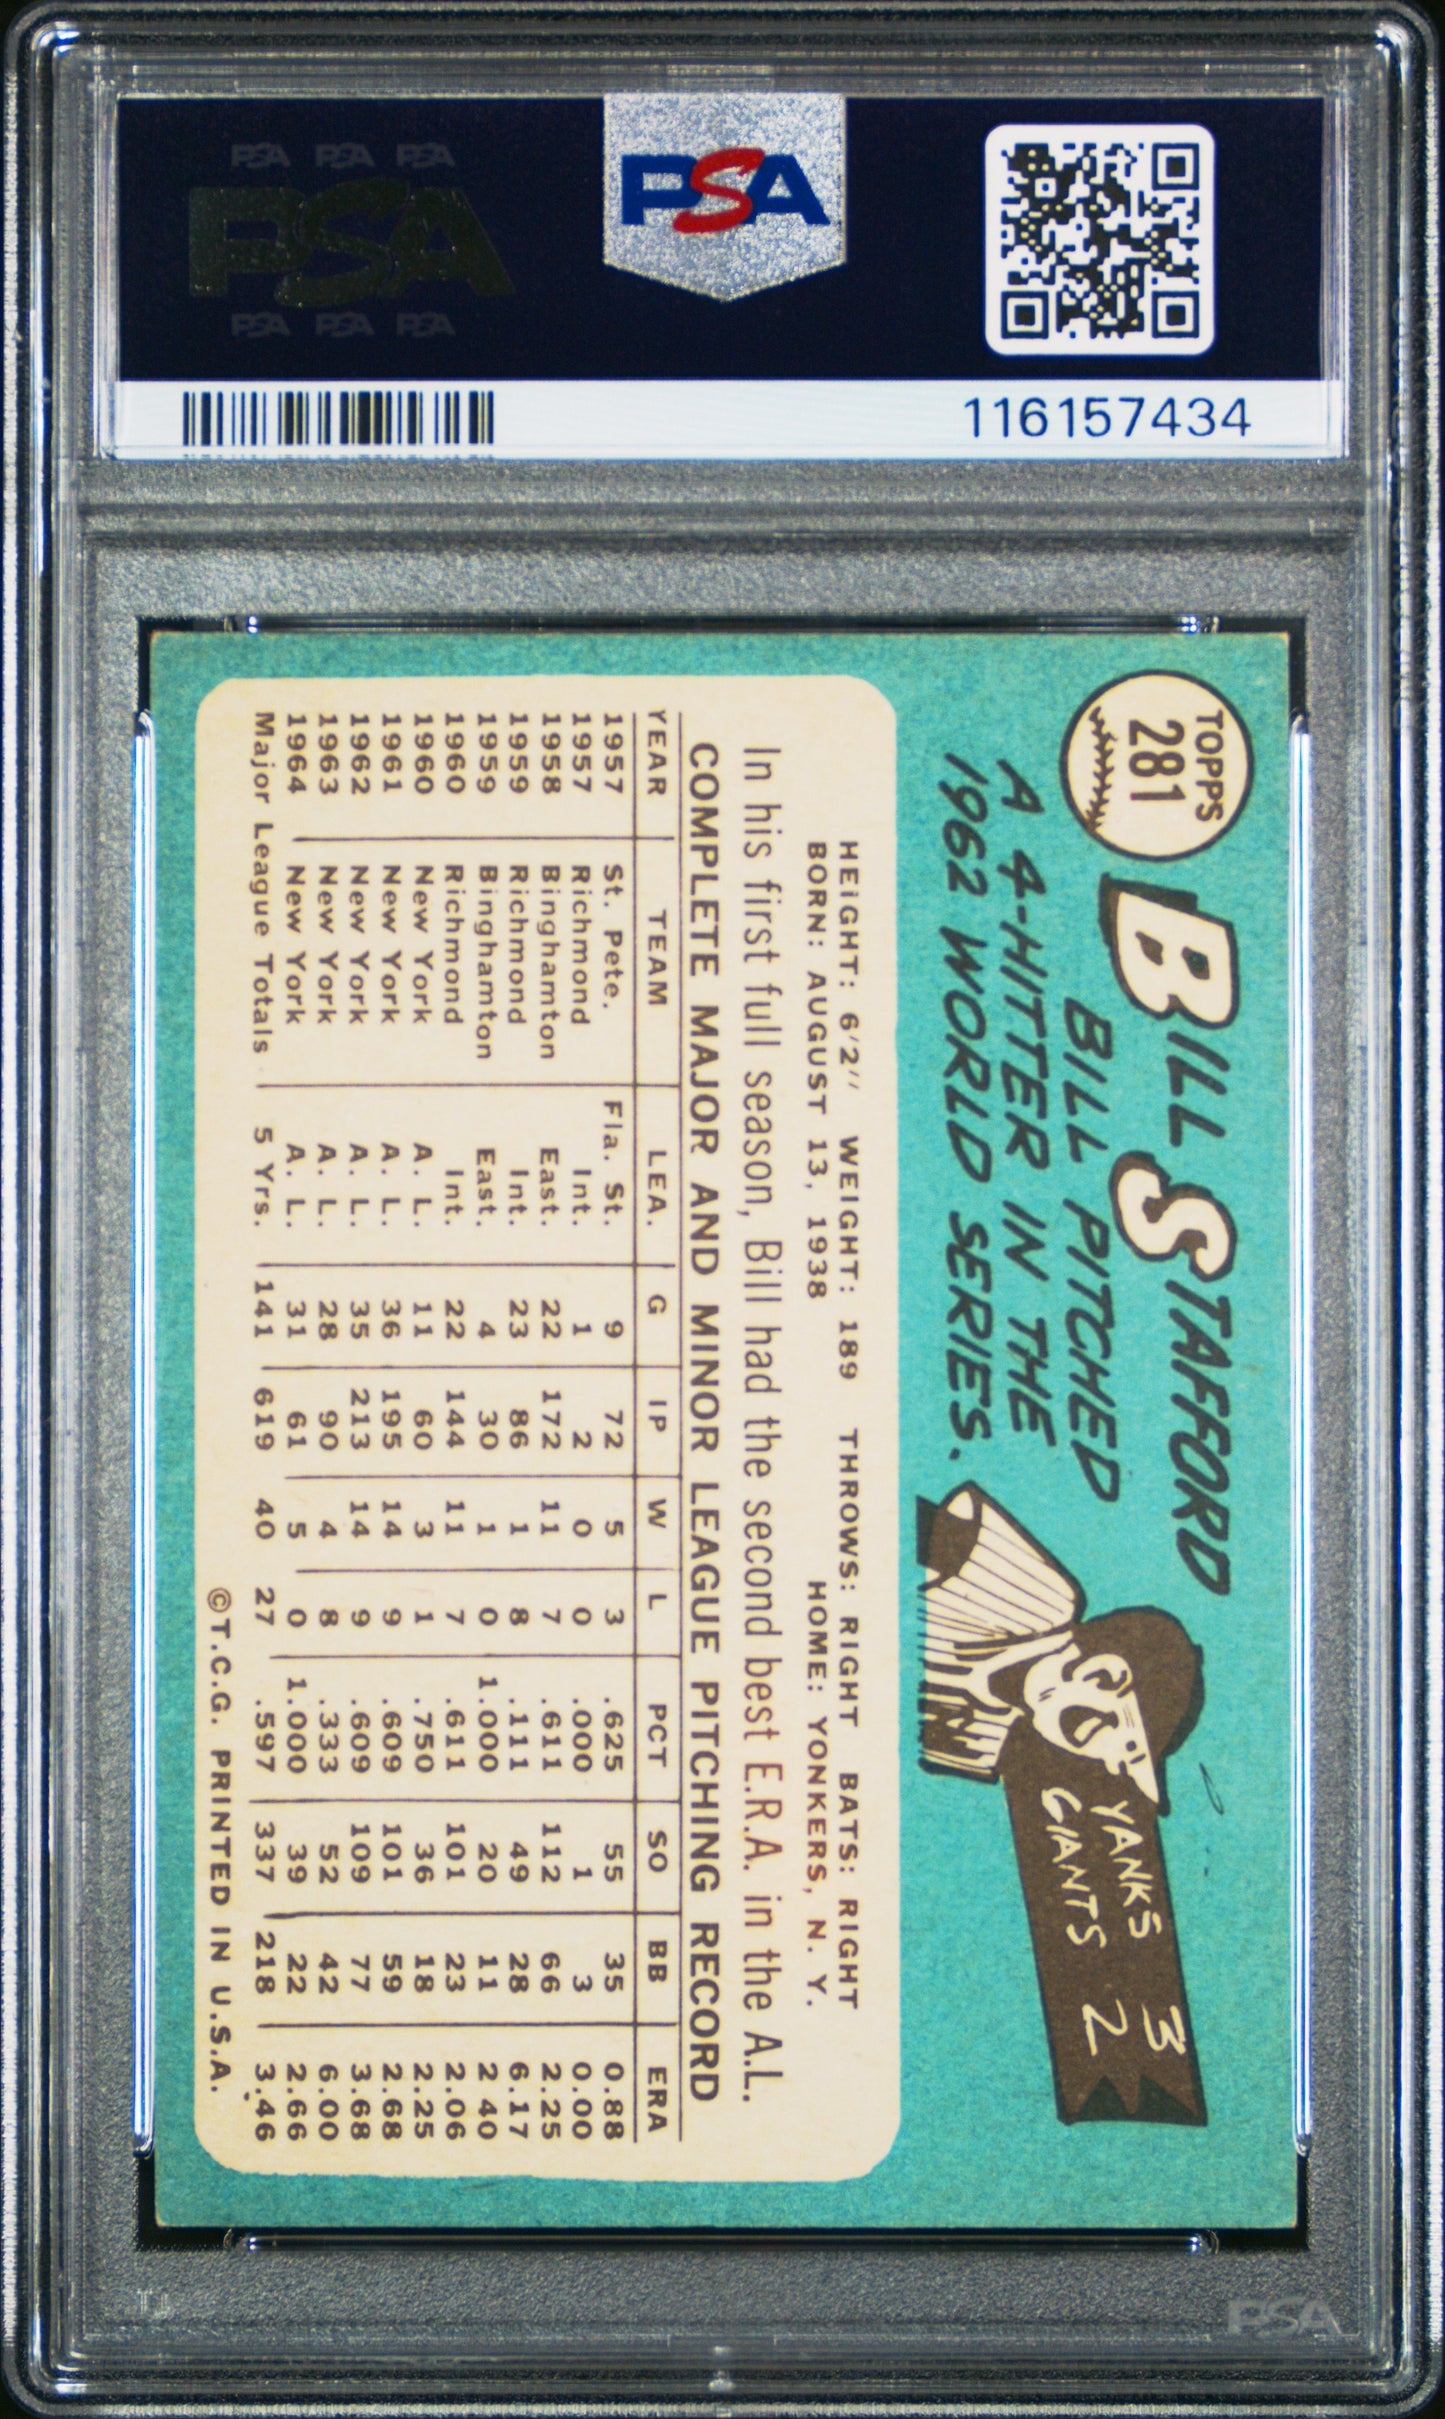 PSA PSA PSA
PSA
PSA PSA PSA
PSA
116157434
TOPPS
281
BILL STAFFORD
BILL PITCHED
A 4-HITTER IN THE
1962 WORLD SERIES.
YANKS 3
GIANTS 2
HEIGHT: 6'2" WEIGHT: 189 THROWS: RIGHT BATS: RIGHT
BORN: AUGUST 13, 1938 HOME: YONKERS, N. Y.
In his first full season, Bill had the second best E.R.A. in the A.L.
COMPLETE MAJOR AND MINOR LEAGUE PITCHING RECORD
YEAR TEAM LEA. G IP W L PCT SO BB ERA
1957 St. Pete. Fla. St. 9 72 5 3 .625 55 35 0.88
1957 Richmond Int. 1 2 0 0 .000 1 3 0.00
1958 Binghamton East. 22 172 11 7 .611 112 66 2.25
1959 Richmond Int. 23 86 1 8 .111 49 28 6.17
1959 Binghamton East. 4 30 1 0 1.000 20 11 2 40
1960 Richmond Int. 22 144 11 7 .611 101 23 2.06
1960 New York A. L. 11 60 3 1 .750 36 18 2.25
1961 New York A. L. 36 195 14 9 .609 101 59 2.68
1962 New York A. L. 35 213 14 9 .609 109 77 3.68
1963 New York A. L. 28 90 4 8 .333 52 42 6.00
1964 New York A. L. 31 61 5 0 1.000 39 22 2.66
Major League Totals 5 Yrs. 141 619 40 27 .597 337 218 3.46
©T.C.G. PRINTED IN U.S.A.
TJ
PSA